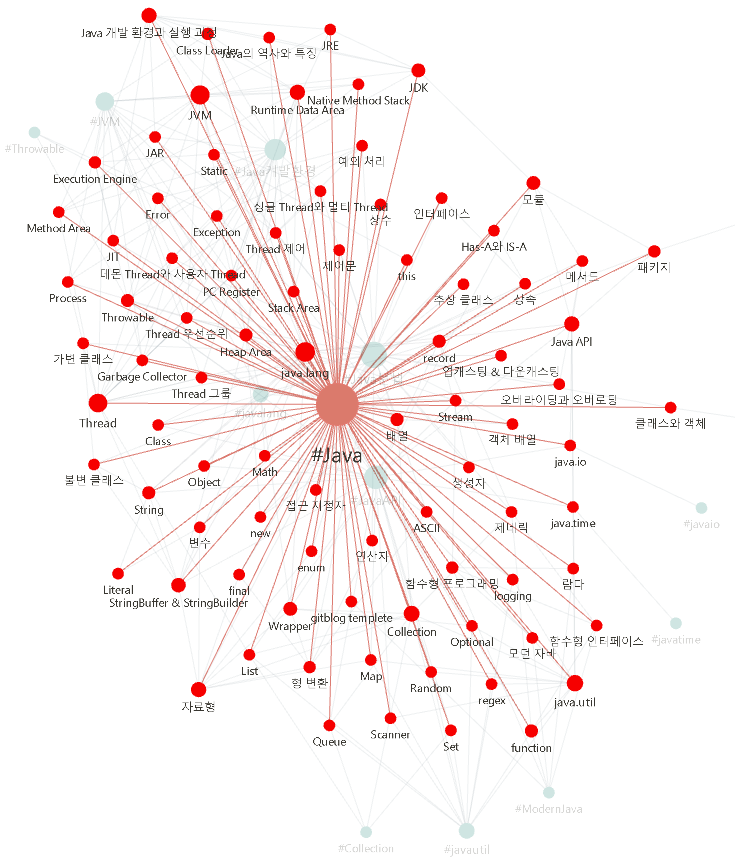 Java 개발 환경과 실행 과정
Class Loader
Java의 역사와 특징
JRE
JDK
Native Method Stack
Runtime Data Area
JVM
#JVM
#Throwable
JAR
Static
#Java개발환경
예외 처리
Execution Engine
Error
Exception
싱글 Thread와 멀티 Thread
상수
인터페이스
모듈
Method Area
JIT
Thread 제어
제어문
Has-A와 IS-A
데몬 Thread와 사용자 Thread
this
메서드
패키지
Process
PC Register
Stack Area
추상 클래스
상속
Throwable
Thread 우선순위
Heap Area
record
Java API
가변 클래스
Garbage Collector
java.lang
업캐스팅 & 다운캐스팅
Thread 그룹
오버라이딩과 오버로딩
#javalang
Thread
Class
배열
Stream
객체 배열
클래스와 객체
#Java
불변 클래스
Object
Math
생성자
java.io
String
접근 지정자
#JavaAPI
ASCII
제네릭
java.time
#javaio
변수
new
연산자
enum
Literal
StringBuffer & StringBuilder
final
함수형 프로그래밍
logging
람다
Wrapper
gitblog templete
Collection
Optional
모던 자바
함수형 인터페이스
#javatime
List
형 변환
Map
Random
regex
java.util
자료형
Queue
Scanner
Set
function
#ModernJava
#Collection
#javautil